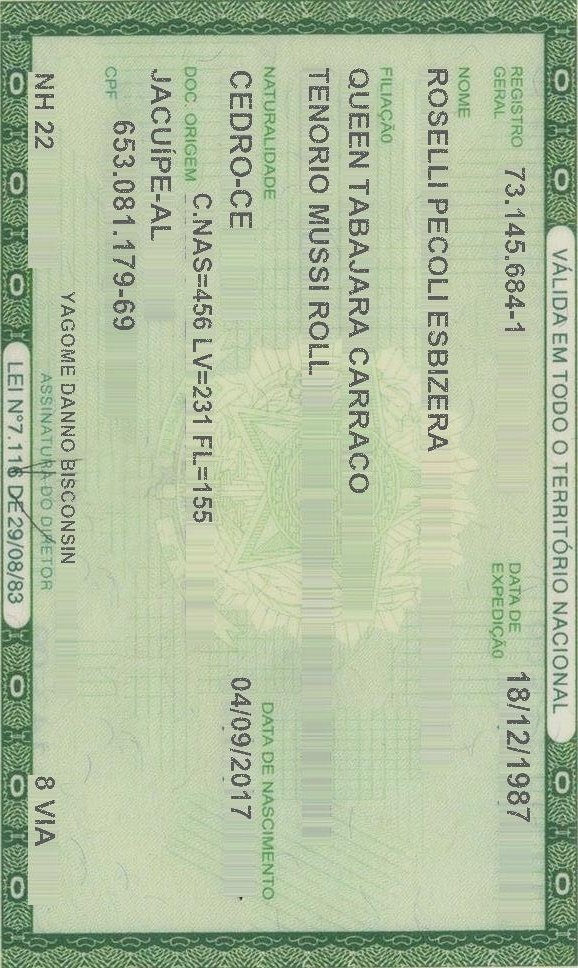 VÁLIDA EM TODO O TERRITÓRIO NACIONAL
REGISTRO GERAL 73.145.684-1 DATA DE EXPEDIÇÃO 18/12/1987
NOME
ROSELLI PECOLI ESBIZERA
FILIAÇÃO
QUEEN TABAJARA CARRACO
TENORIO MUSSI ROLL
NATURALIDADE DATA DE NASCIMENTO
CEDRO-CE 04/09/2017
DOC. ORIGEM C.NAS=456 LV=231 FL=155
JACUÍPE-AL
CPF 653.081.179-69
YAGOME DANNO BISCONSIN
NH 22 ASSINATURA DO DIRETOR 8 VIA
LEI Nº7.116 DE 29/08/83